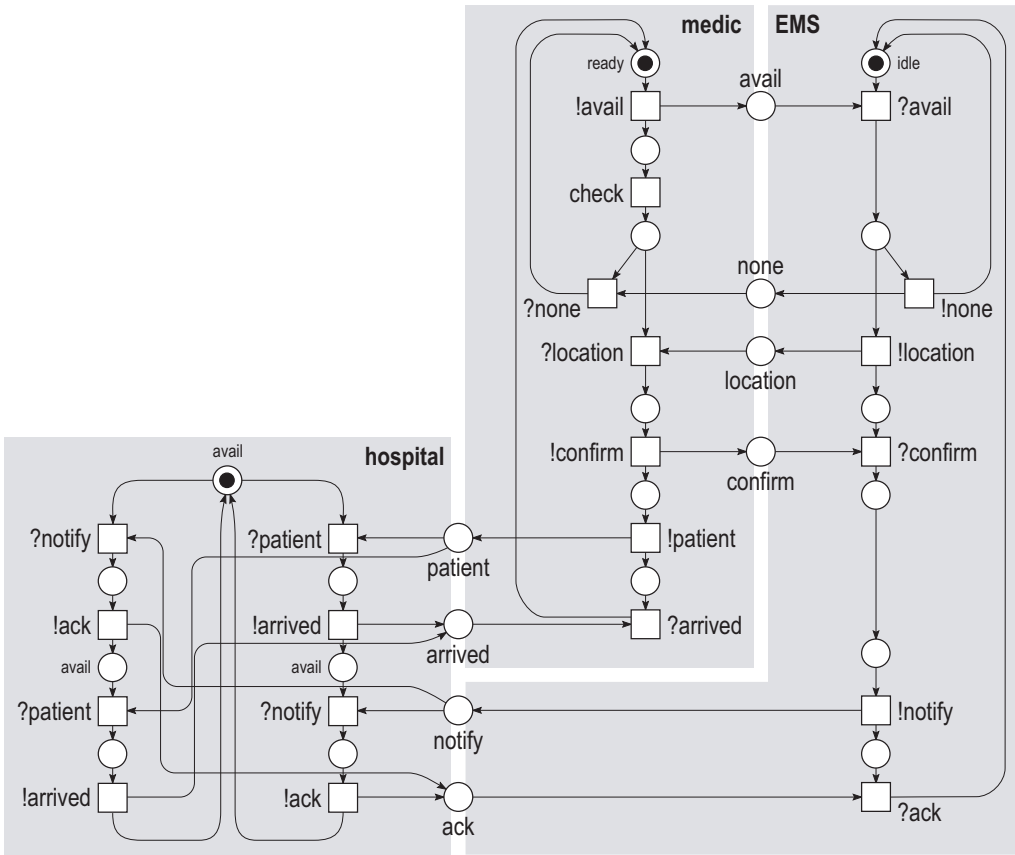 medic
EMS
ready
idle
avail
!avail
?avail
check
none
?none
!none
?location
!location
location
avail
hospital
!confirm
?confirm
confirm
?notify
?patient
!patient
patient
!ack
!arrived
?arrived
arrived
avail
avail
?patient
?notify
!notify
notify
!arrived
!ack
?ack
ack